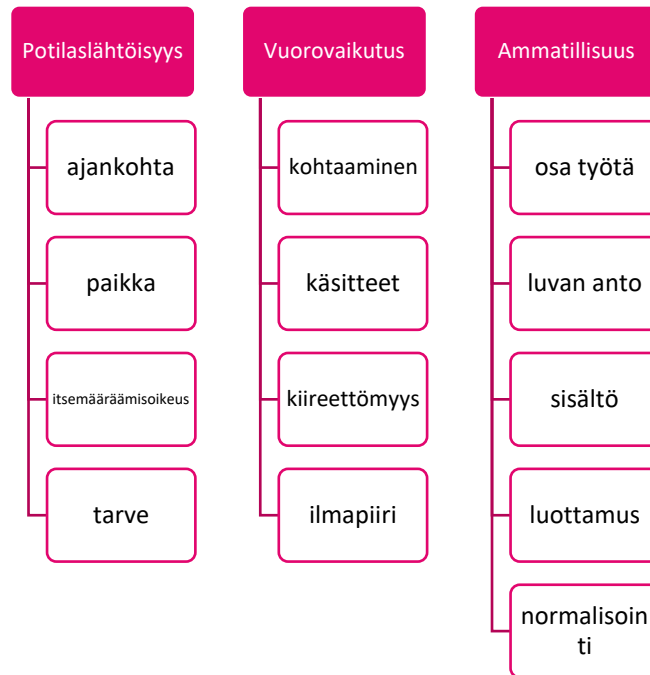 Potilaslähtöisyys
ajankohta
paikka
itsemääräämisoikeus
tarve
Vuorovaikutus
kohtaaminen
käsitteet
kiireettömyys
ilmapiiri
Ammatillisuus
osa työtä
luvan anto
sisältö
luottamus
normalisoin
ti